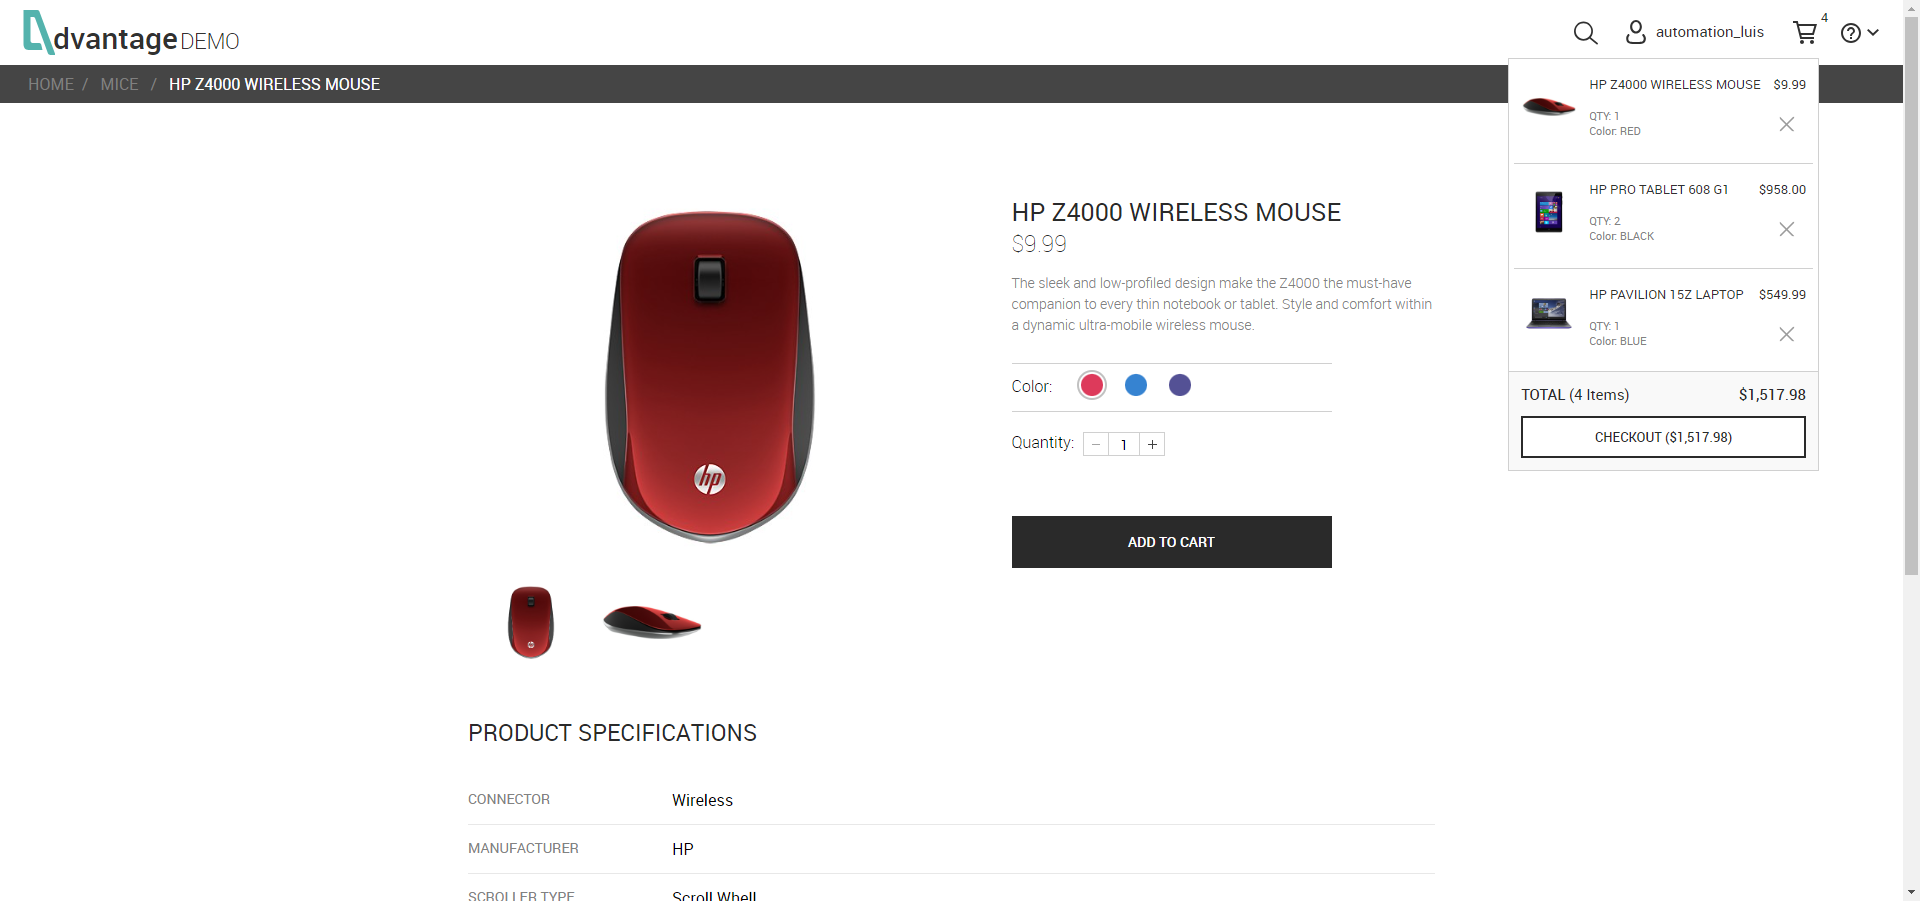 dvantage DEMO
automation_luis
4
HOME / MICE / HP Z4000 WIRELESS MOUSE
HP Z4000 WIRELESS MOUSE $9.99
QTY: 1
Color: RED
HP PRO TABLET 608 G1 $958.00
QTY: 2
Color: BLACK
HP PAVILION 15Z LAPTOP $549.99
QTY: 1
Color: BLUE
TOTAL (4 Items) $1,517.98
CHECKOUT ($1,517.98)
hp
HP Z4000 WIRELESS MOUSE
$9.99
The sleek and low-profiled design make the Z4000 the must-have
companion to every thin notebook or tablet. Style and comfort within
a dynamic ultra-mobile wireless mouse.
Color:
Quantity: − 1 +
ADD TO CART
PRODUCT SPECIFICATIONS
CONNECTOR Wireless
MANUFACTURER HP
SCROLLER TYPE Scroll Whell